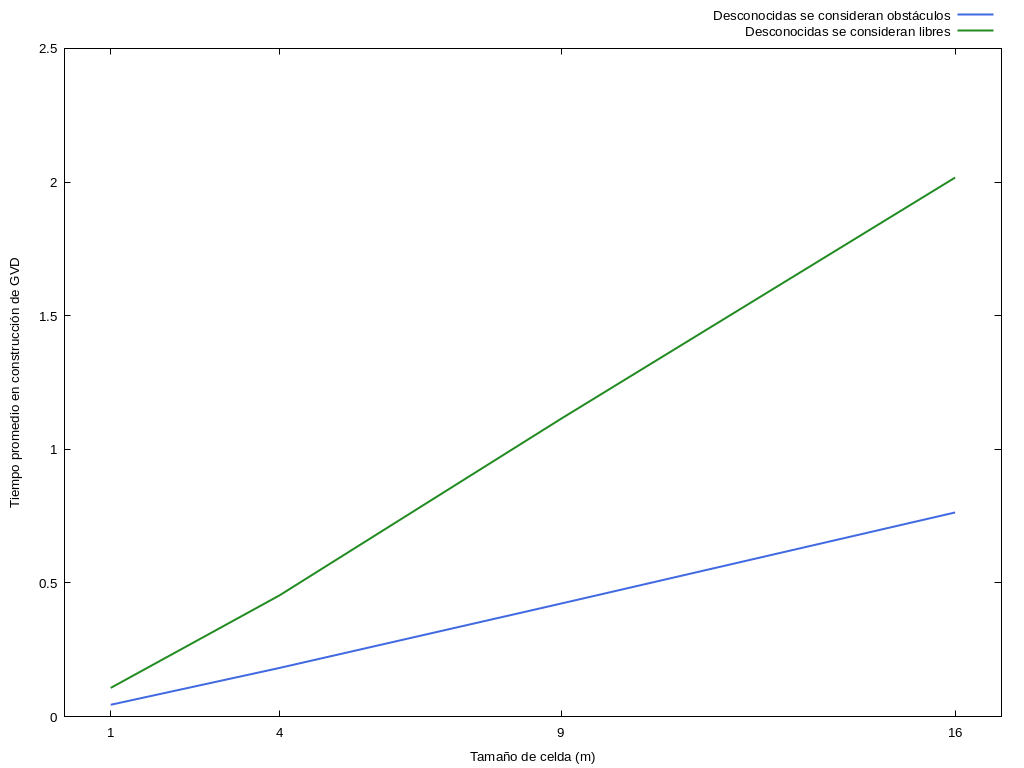 Desconocidas se consideran obstáculos
Desconocidas se consideran libres
2.5
2
1.5
1
0.5
0
Tiempo promedio en construcción de GVD
1 4 9 16
Tamaño de celda (m)